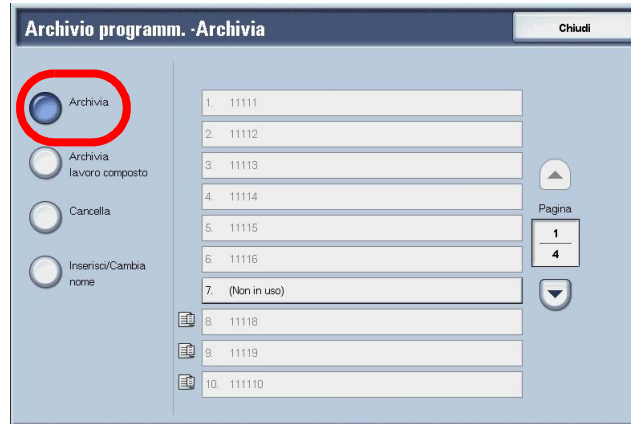 Archivio programm. -Archivia
Chiudi
Archivia
Archivia
lavoro composto
Cancella
Inserisci/Cambia
nome
1. 11111
2. 11112
3. 11113
4. 11114
5. 11115
6. 11116
7. (Non in uso)
8. 11118
9. 11119
10. 111110
Pagina
1
4